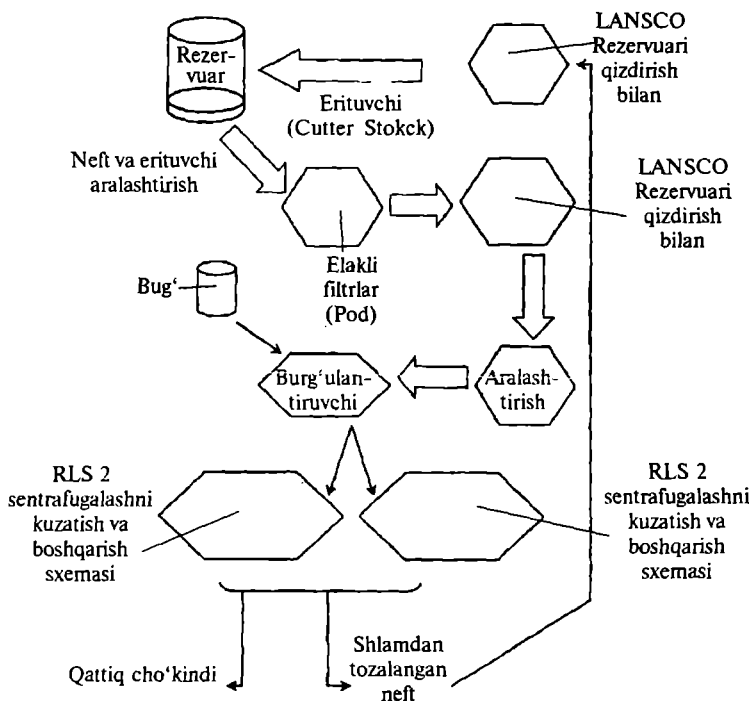 Rezer-
vuar
LANSCO
Rezervuari
qizdirish
bilan
Erituvchi
(Cutter Stokck)
Neft va erituvchi
aralashtirish
LANSCO
Rezervuari
qizdirish
bilan
Elakli
filtrlar
(Pod)
Bug‘
Burg‘ulan-
tiruvchi
Aralash-
tirish
RLS 2
sentrafugalashni
kuzatish va
boshqarish
sxemasi
RLS 2
sentrafugalashni
kuzatish va
boshqarish
sxemasi
Qattiq cho‘kindi
Shlamdan
tozalangan
neft